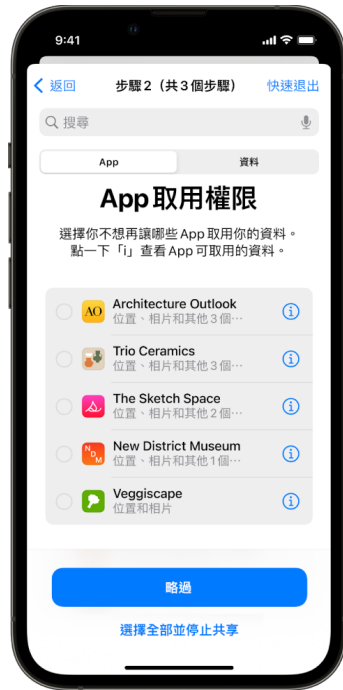 9:41
返回
步驟2（共3個步驟）
快速退出
搜尋
App
資料
App取用權限
選擇你不想再讓哪些App取用你的資料。
點一下「i」查看App可取用的資料。
AO
Architecture Outlook
位置、相片和其他3個…
Trio Ceramics
位置、相片和其他3個…
The Sketch Space
位置、相片和其他2個…
NDM
New District Museum
位置、相片和其他1個…
Veggiscape
位置和相片
略過
選擇全部並停止共享